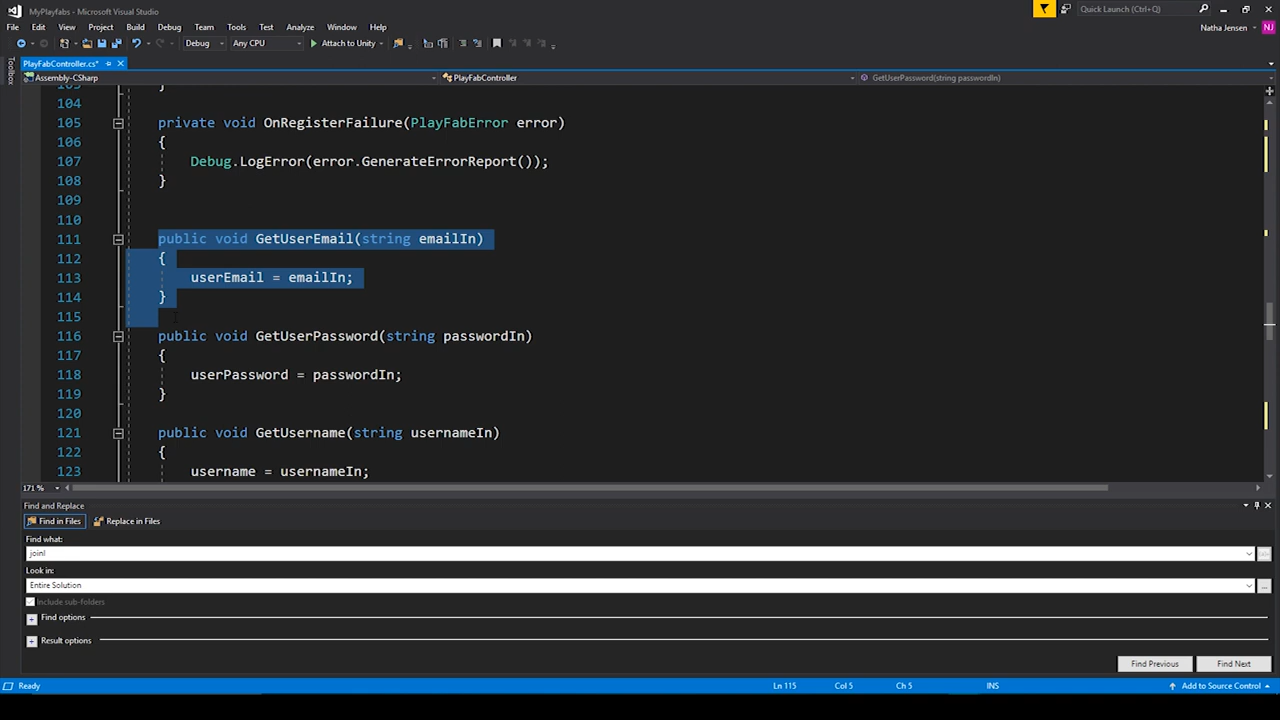 MyPlayfabs - Microsoft Visual Studio
Quick Launch (Ctrl+Q)
File Edit View Project Build Debug Team Tools Test Analyze Window Help
Natha Jensen NJ
Debug Any CPU Attach to Unity
Toolbox
PlayFabController.cs*
Assembly-CSharp PlayFabController GetUserPassword(string passwordIn)
103 }
104
105 private void OnRegisterFailure(PlayFabError error)
106 {
107 Debug.LogError(error.GenerateErrorReport());
108 }
109
110
111 public void GetUserEmail(string emailIn)
112 {
113 userEmail = emailIn;
114 }
115
116 public void GetUserPassword(string passwordIn)
117 {
118 userPassword = passwordIn;
119 }
120
121 public void GetUsername(string usernameIn)
122 {
123 username = usernameIn;
171 %
Find and Replace
Find in Files Replace in Files
Find what:
joinl
Look in:
Entire Solution
Include sub-folders
Find options
Result options
Find Previous Find Next
Ready Ln 115 Col 5 Ch 5 INS Add to Source Control